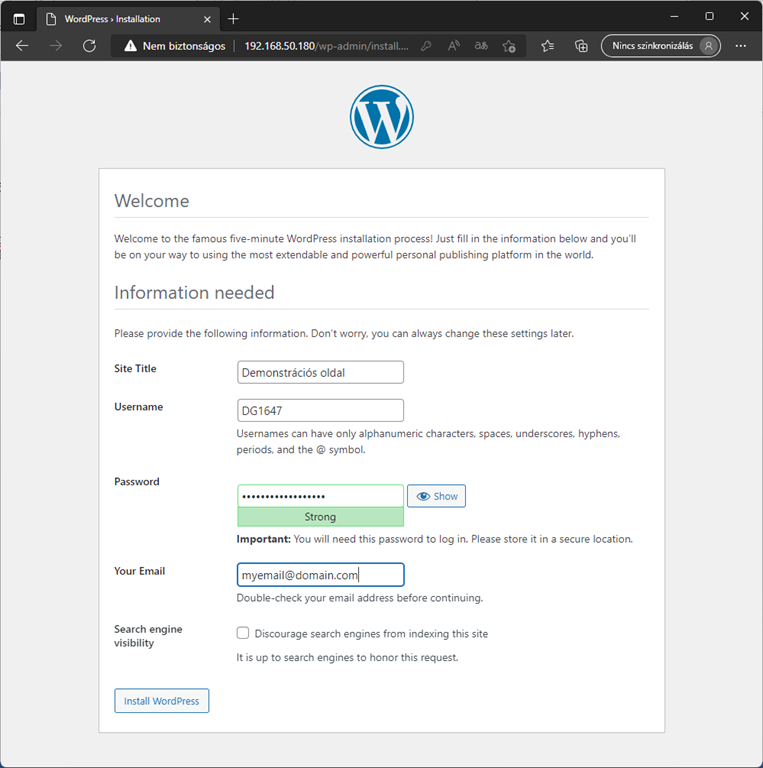 WordPress › Installation
Nem biztonságos
192.168.50.180/wp-admin/install....
Nincs szinkronizálás
Welcome
Welcome to the famous five-minute WordPress installation process! Just fill in the information below and you'll
be on your way to using the most extendable and powerful personal publishing platform in the world.
Information needed
Please provide the following information. Don't worry, you can always change these settings later.
Site Title
Demonstrációs oldal
Username
DG1647
Usernames can have only alphanumeric characters, spaces, underscores, hyphens,
periods, and the @ symbol.
Password
••••••••••••••••••
Show
Strong
Important: You will need this password to log in. Please store it in a secure location.
Your Email
myemail@domain.com
Double-check your email address before continuing.
Search engine
visibility
Discourage search engines from indexing this site
It is up to search engines to honor this request.
Install WordPress